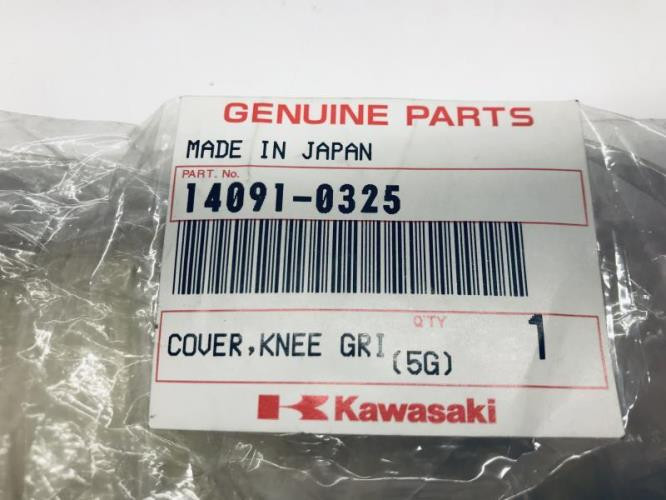 GENUINE PARTS
MADE IN JAPAN
PART. No.
14091-0325
Q'TY
COVER,KNEE GRI (5G) 1
Kawasaki